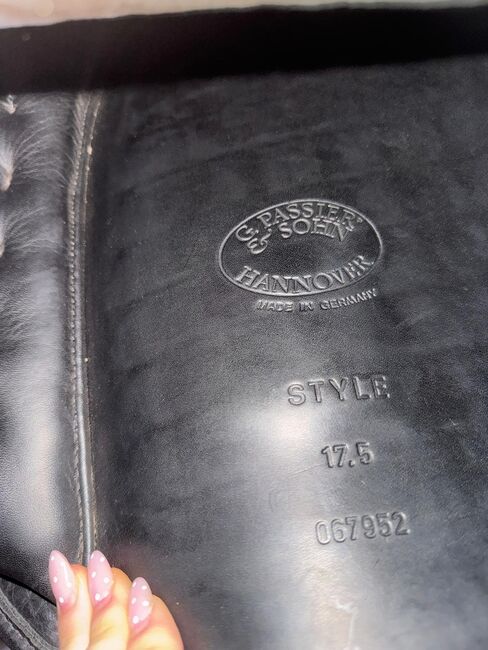 G. PASSIER®
& SOHN
HANNOVER
MADE IN GERMANY
STYLE
17.5
067952